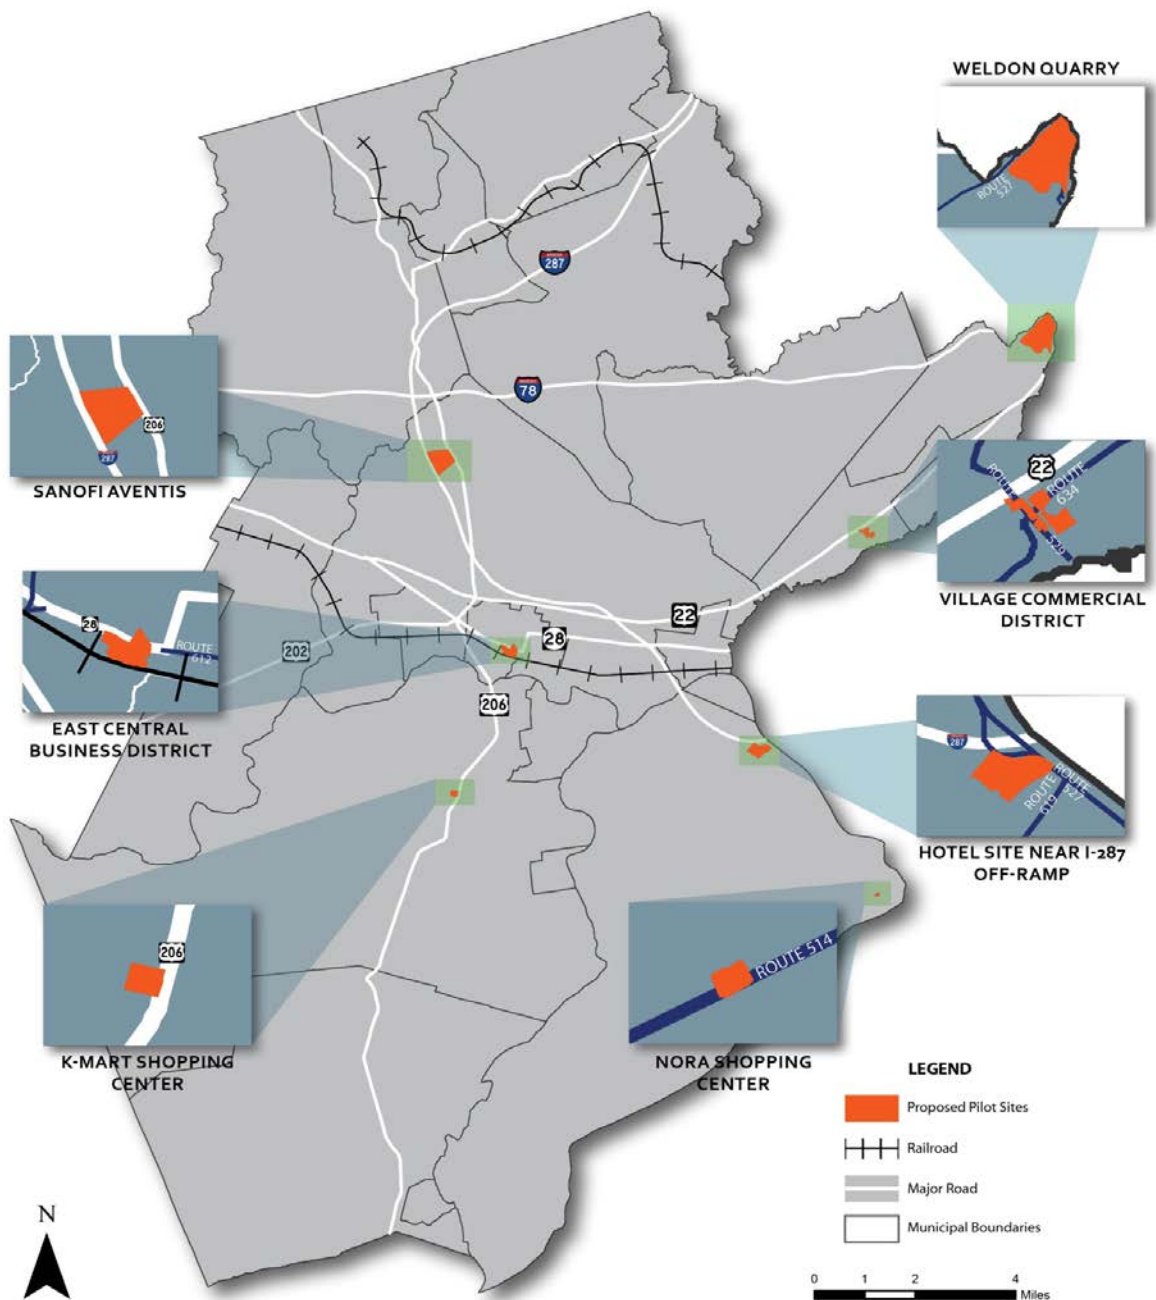 WELDON QUARRY
ROUTE
527
287
78
206
287
SANOFI AVENTIS
22
ROUTE
634
ROUTE
529
VILLAGE COMMERCIAL
DISTRICT
28
ROUTE
612
EAST CENTRAL
BUSINESS DISTRICT
202
28
22
206
287
ROUTE
527
ROUTE
619
HOTEL SITE NEAR I-287
OFF-RAMP
206
K-MART SHOPPING
CENTER
ROUTE 514
NORA SHOPPING
CENTER
LEGEND
Proposed Pilot Sites
Railroad
Major Road
Municipal Boundaries
N
0 1 2 4
Miles